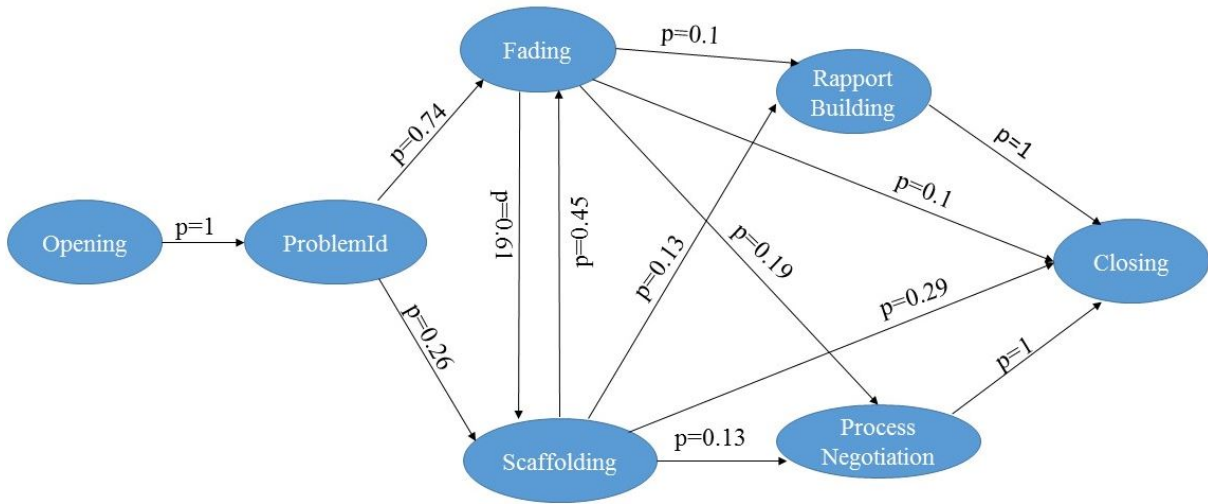 Opening
p=1
ProblemId
p=0.74
p=0.26
Fading
p=0.61
p=0.45
Scaffolding
p=0.1
p=0.13
p=0.1
p=0.19
p=0.29
p=0.13
Rapport
Building
Process
Negotiation
p=1
p=1
Closing